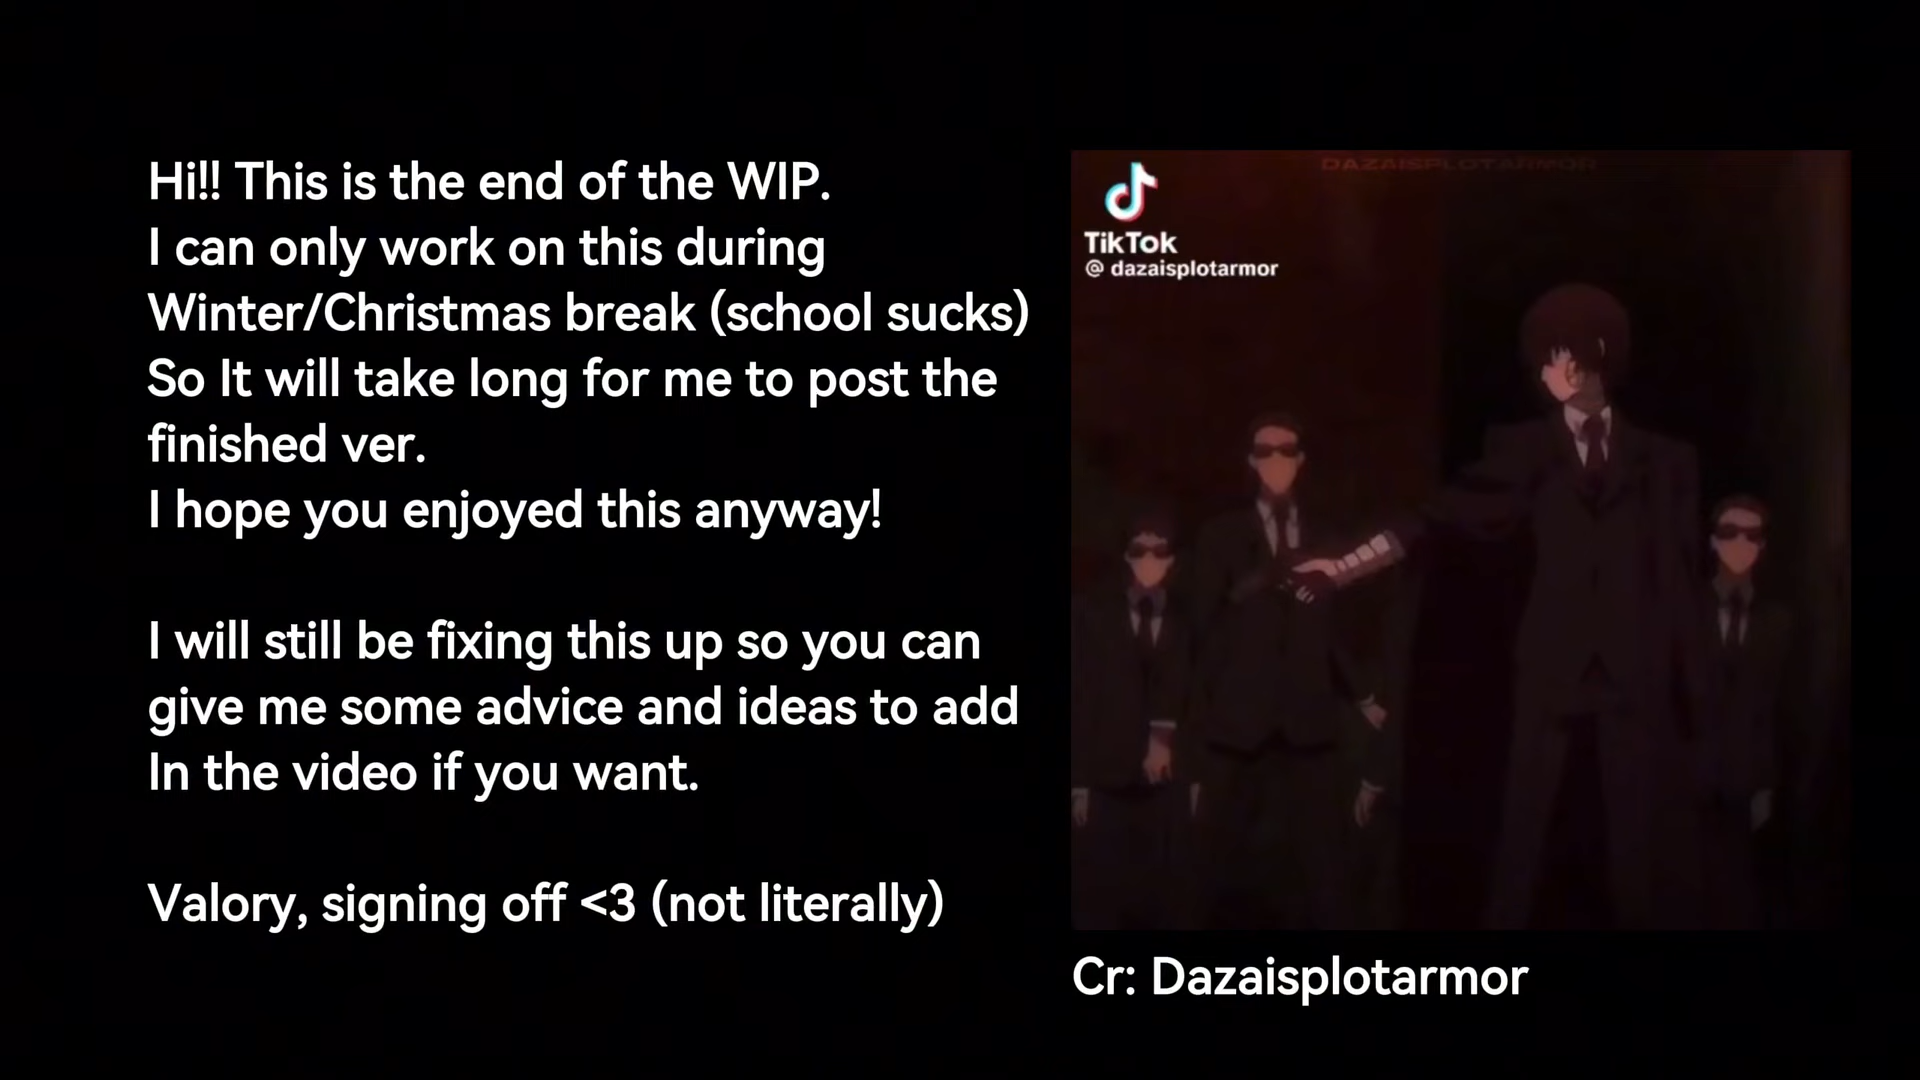 Hi!! This is the end of the WIP.
I can only work on this during
Winter/Christmas break (school sucks)
So It will take long for me to post the
finished ver.
I hope you enjoyed this anyway!
I will still be fixing this up so you can
give me some advice and ideas to add
In the video if you want.
Valory, signing off <3 (not literally)
DAZAISPLOTARMOR
TikTok
@ dazaisplotarmor
Cr: Dazaisplotarmor